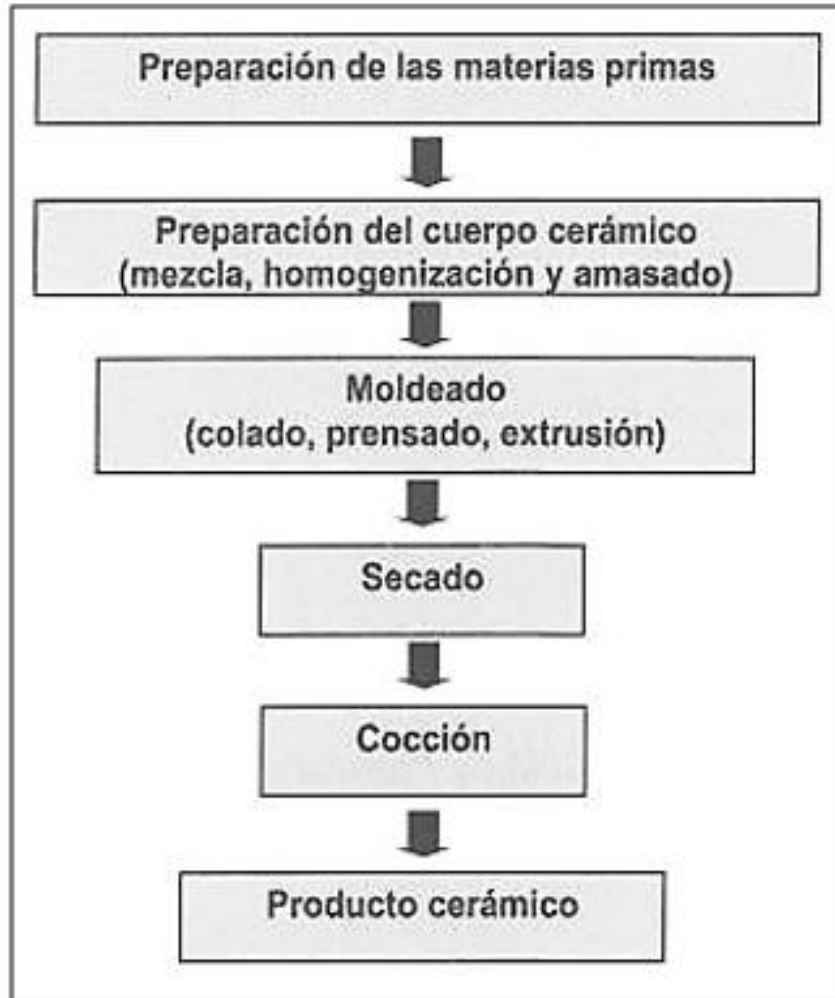 Preparación de las materias primas
Preparación del cuerpo cerámico
(mezcla, homogenización y amasado)
Moldeado
(colado, prensado, extrusión)
Secado
Cocción
Producto cerámico